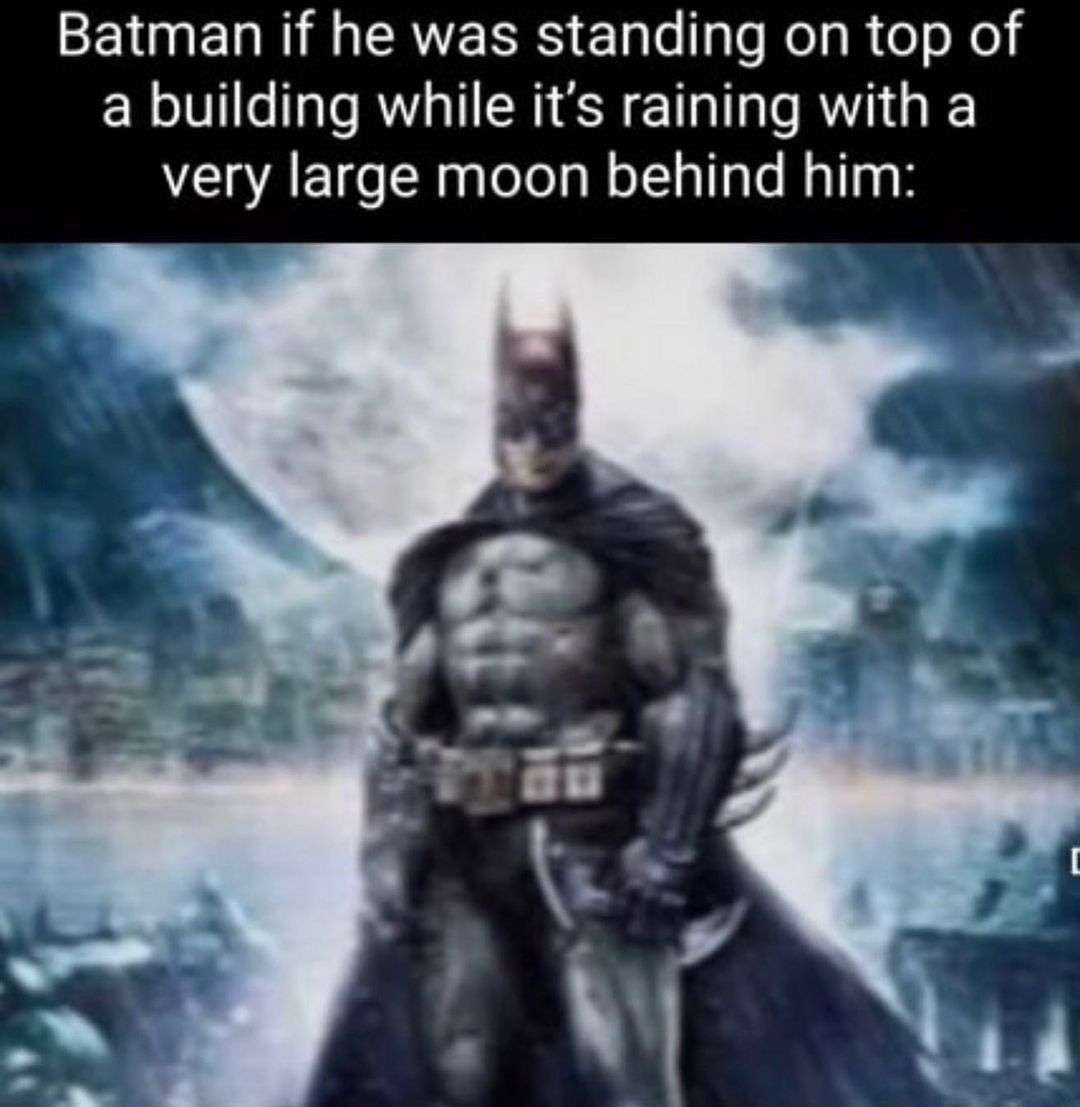 Batman if he was standing on top of
a building while it's raining with a
very large moon behind him: